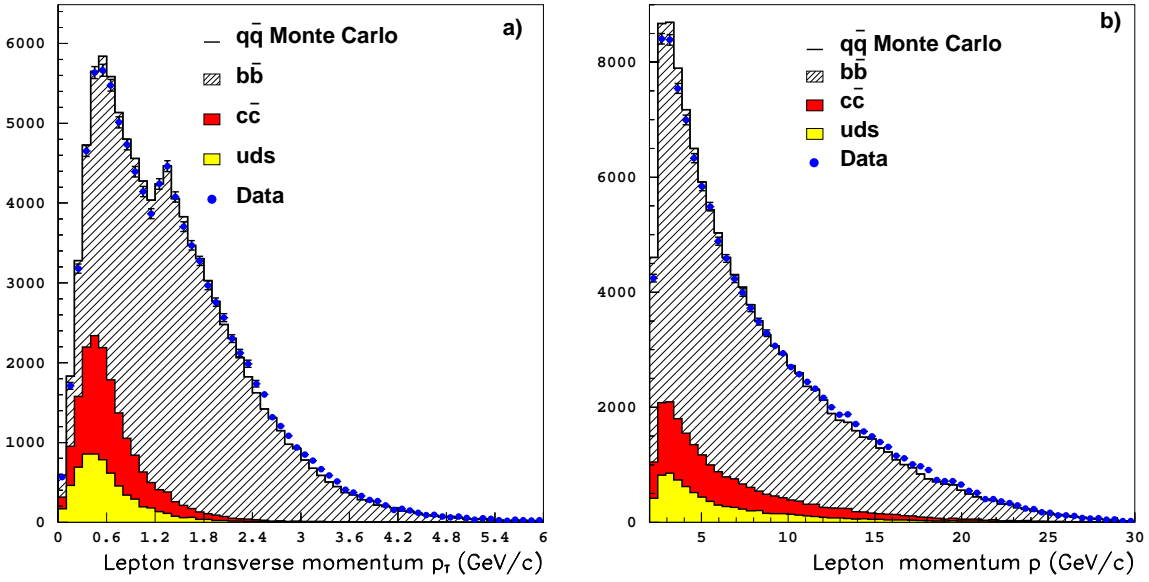 a)
qq̅ Monte Carlo
bb̅
cc̅
uds
Data
6000
5000
4000
3000
2000
1000
0
0 0.6 1.2 1.8 2.4 3 3.6 4.2 4.8 5.4 6
Lepton transverse momentum p_T (GeV/c)
b)
qq̅ Monte Carlo
bb̅
cc̅
uds
Data
8000
6000
4000
2000
0
5 10 15 20 25 30
Lepton momentum p (GeV/c)